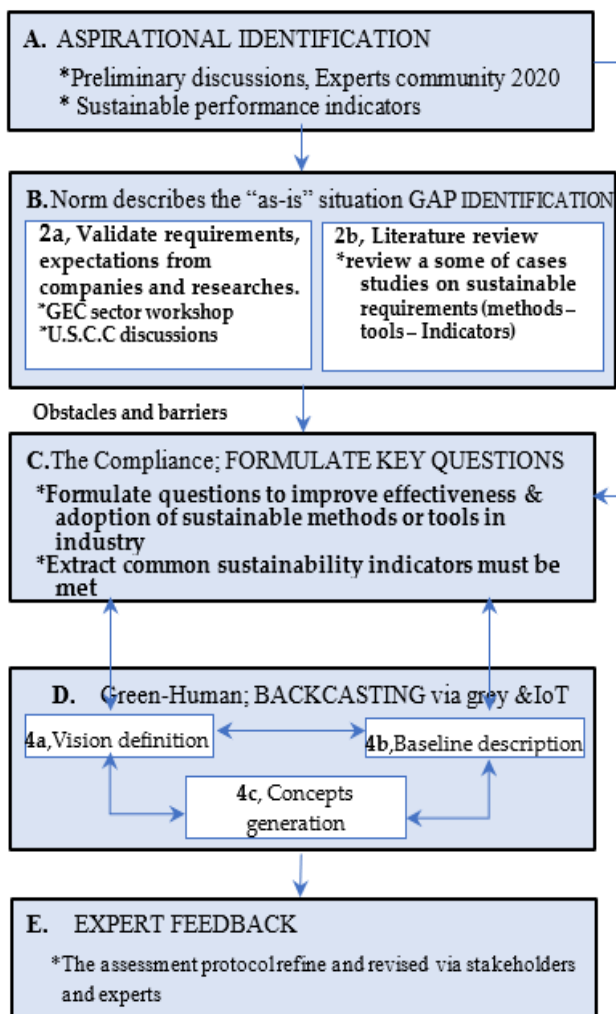 A. ASPIRATIONAL IDENTIFICATION
*Preliminary discussions, Experts community 2020
* Sustainable performance indicators
B. Norm describes the “as-is” situation GAP IDENTIFICATION
2a, Validate requirements,
expectations from
companies and researches.
*GEC sector workshop
*U.S.C.C discussions
2b, Literature review
*review a some of cases
studies on sustainable
requirements (methods –
tools – Indicators)
Obstacles and barriers
C. The Compliance; FORMULATE KEY QUESTIONS
*Formulate questions to improve effectiveness &
adoption of sustainable methods or tools in
industry
*Extract common sustainability indicators must be
met
D. Green-Human; BACKCASTING via grey &IoT
4a, Vision definition
4b, Baseline description
4c, Concepts
generation
E. EXPERT FEEDBACK
*The assessment protocol refine and revised via stakeholders
and experts